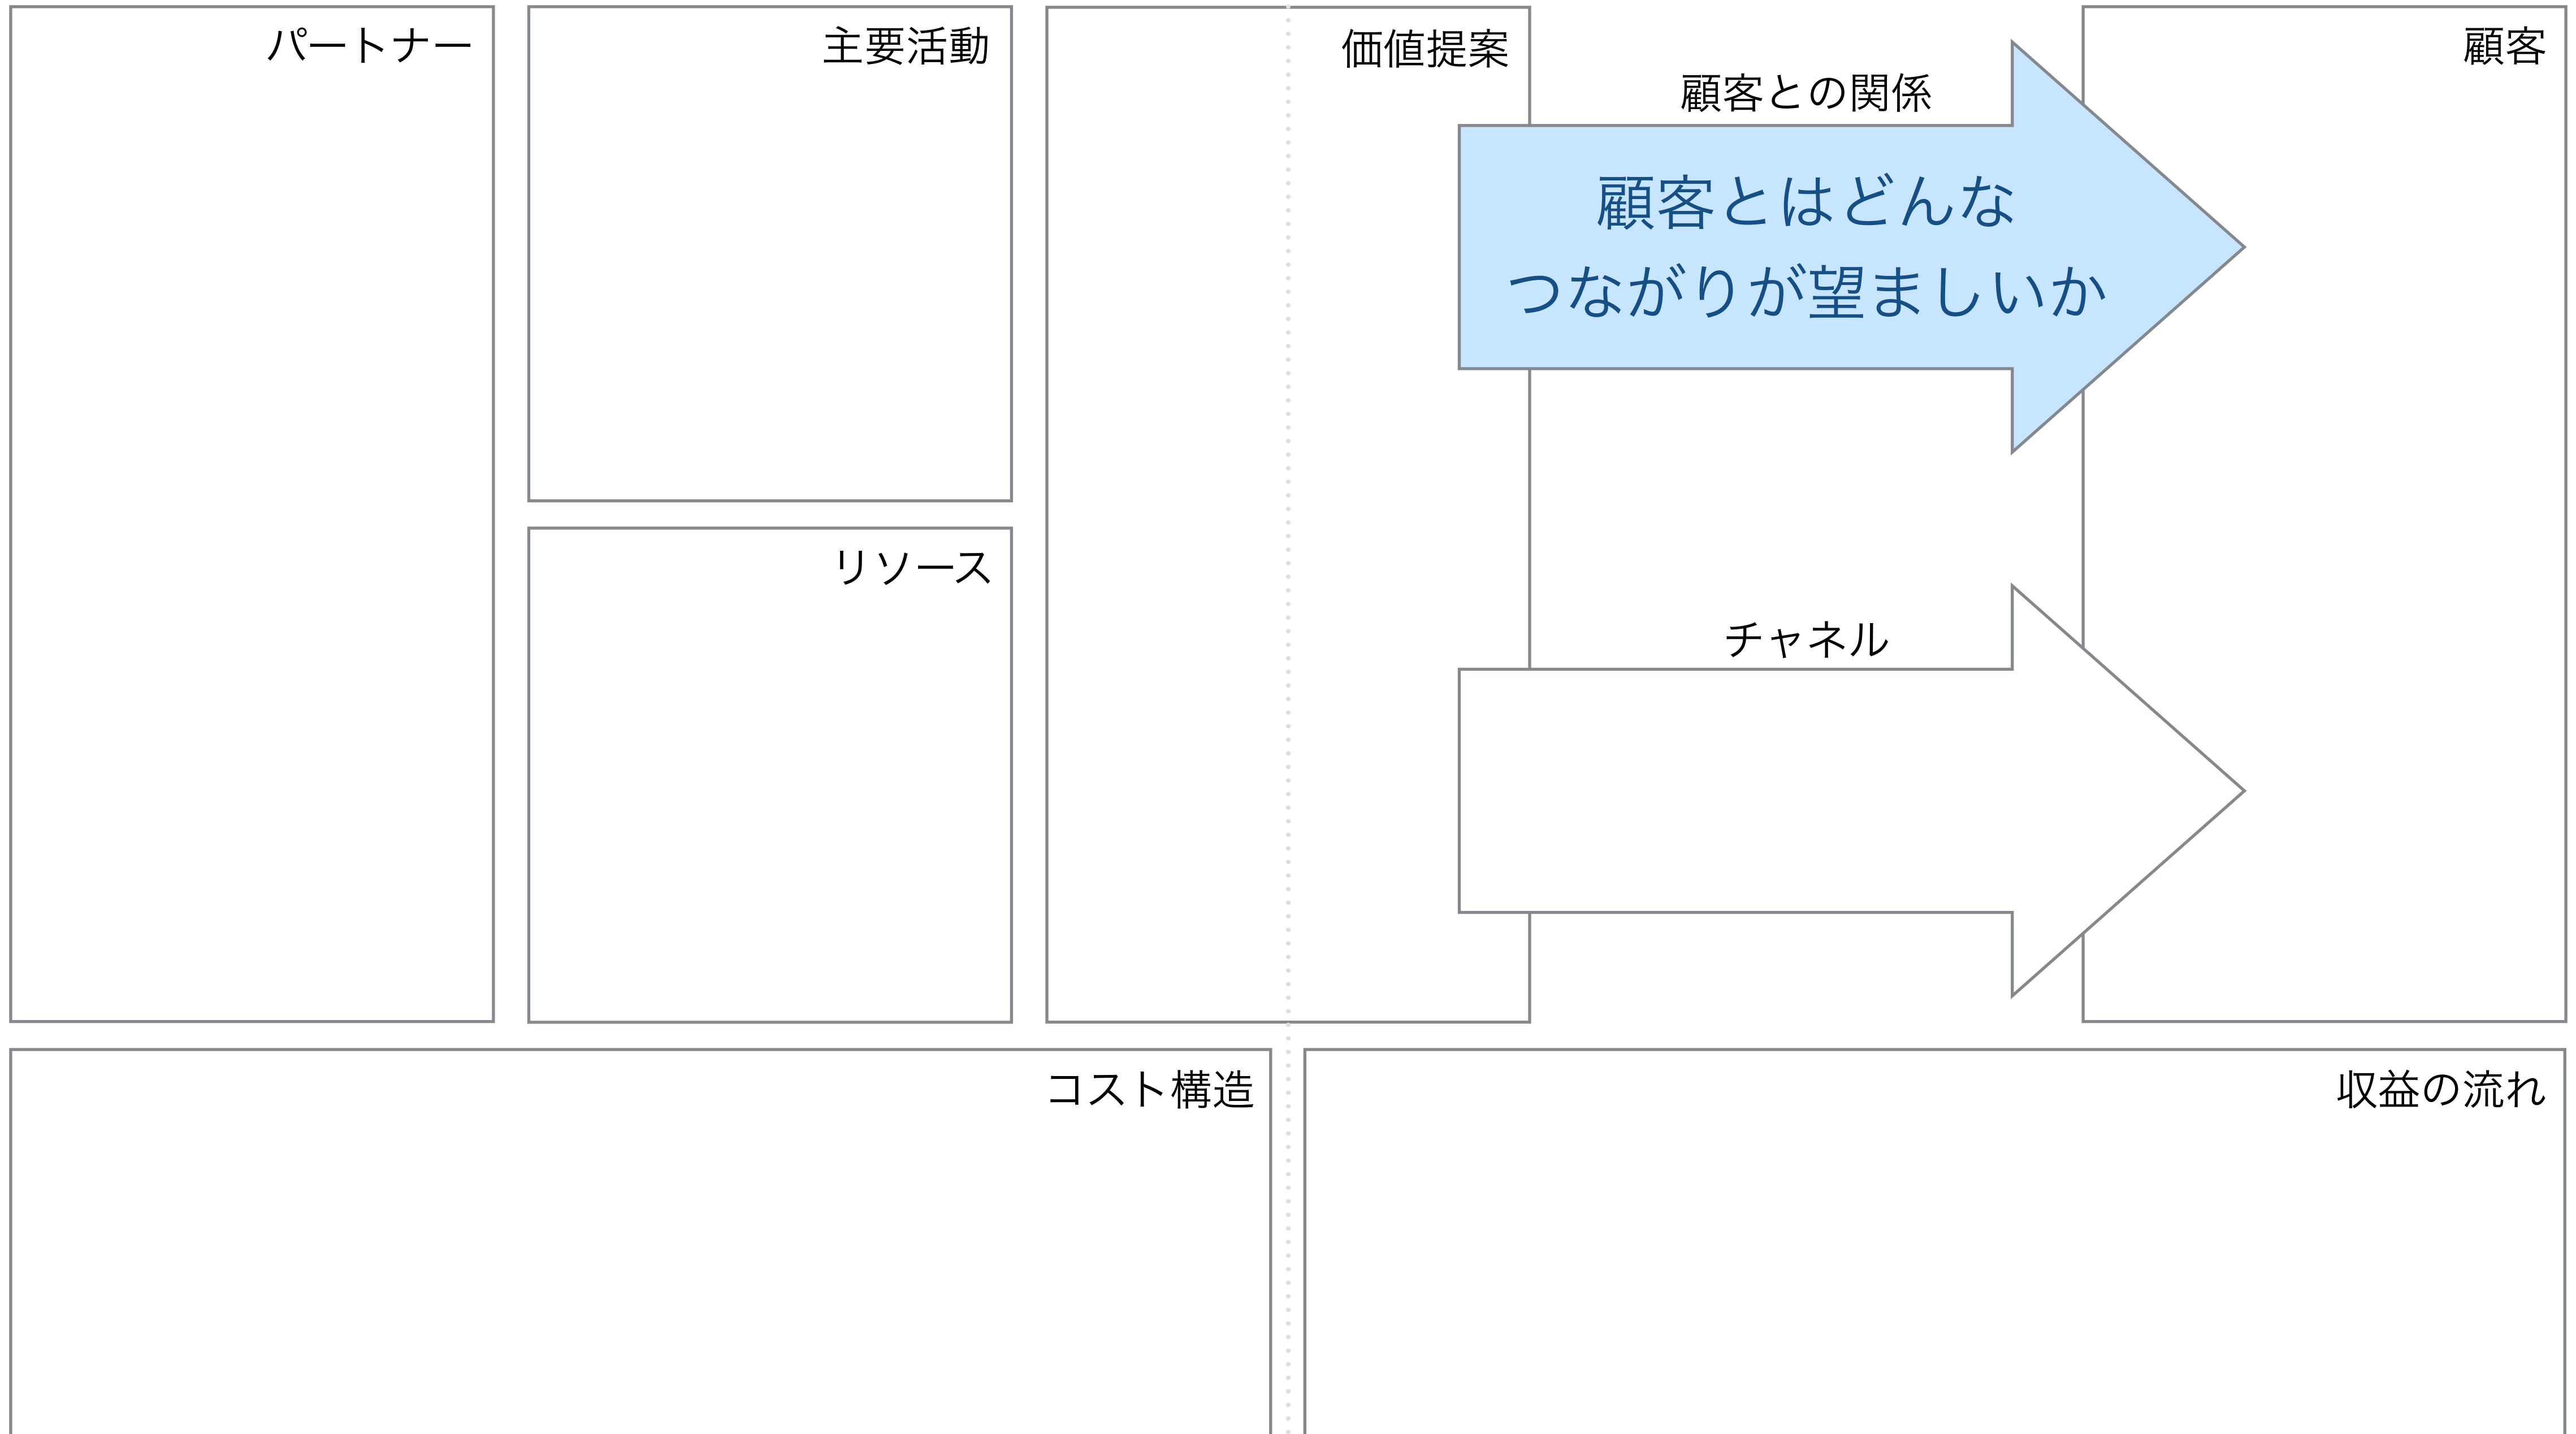 パートナー
主要活動
価値提案
顧客との関係
顧客
顧客とはどんな
つながりが望ましいか
リソース
チャネル
コスト構造
収益の流れ